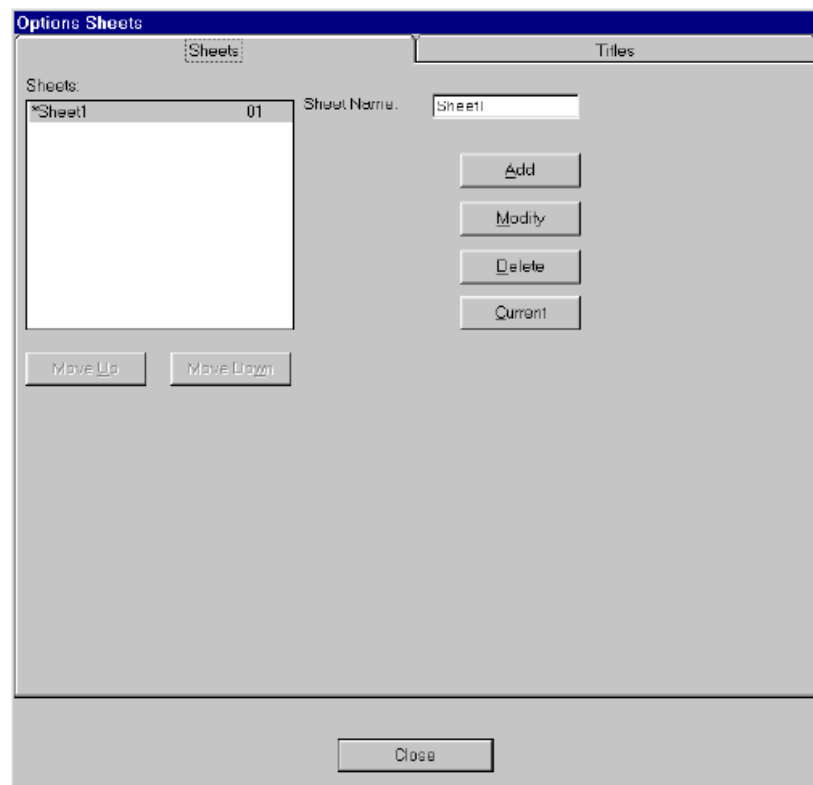 Options Sheets
Sheets Titles
Sheets:
*Sheet1 01
Sheet Name: Sheet1
Add
Modify
Delete
Current
Move Up Move Down
Close